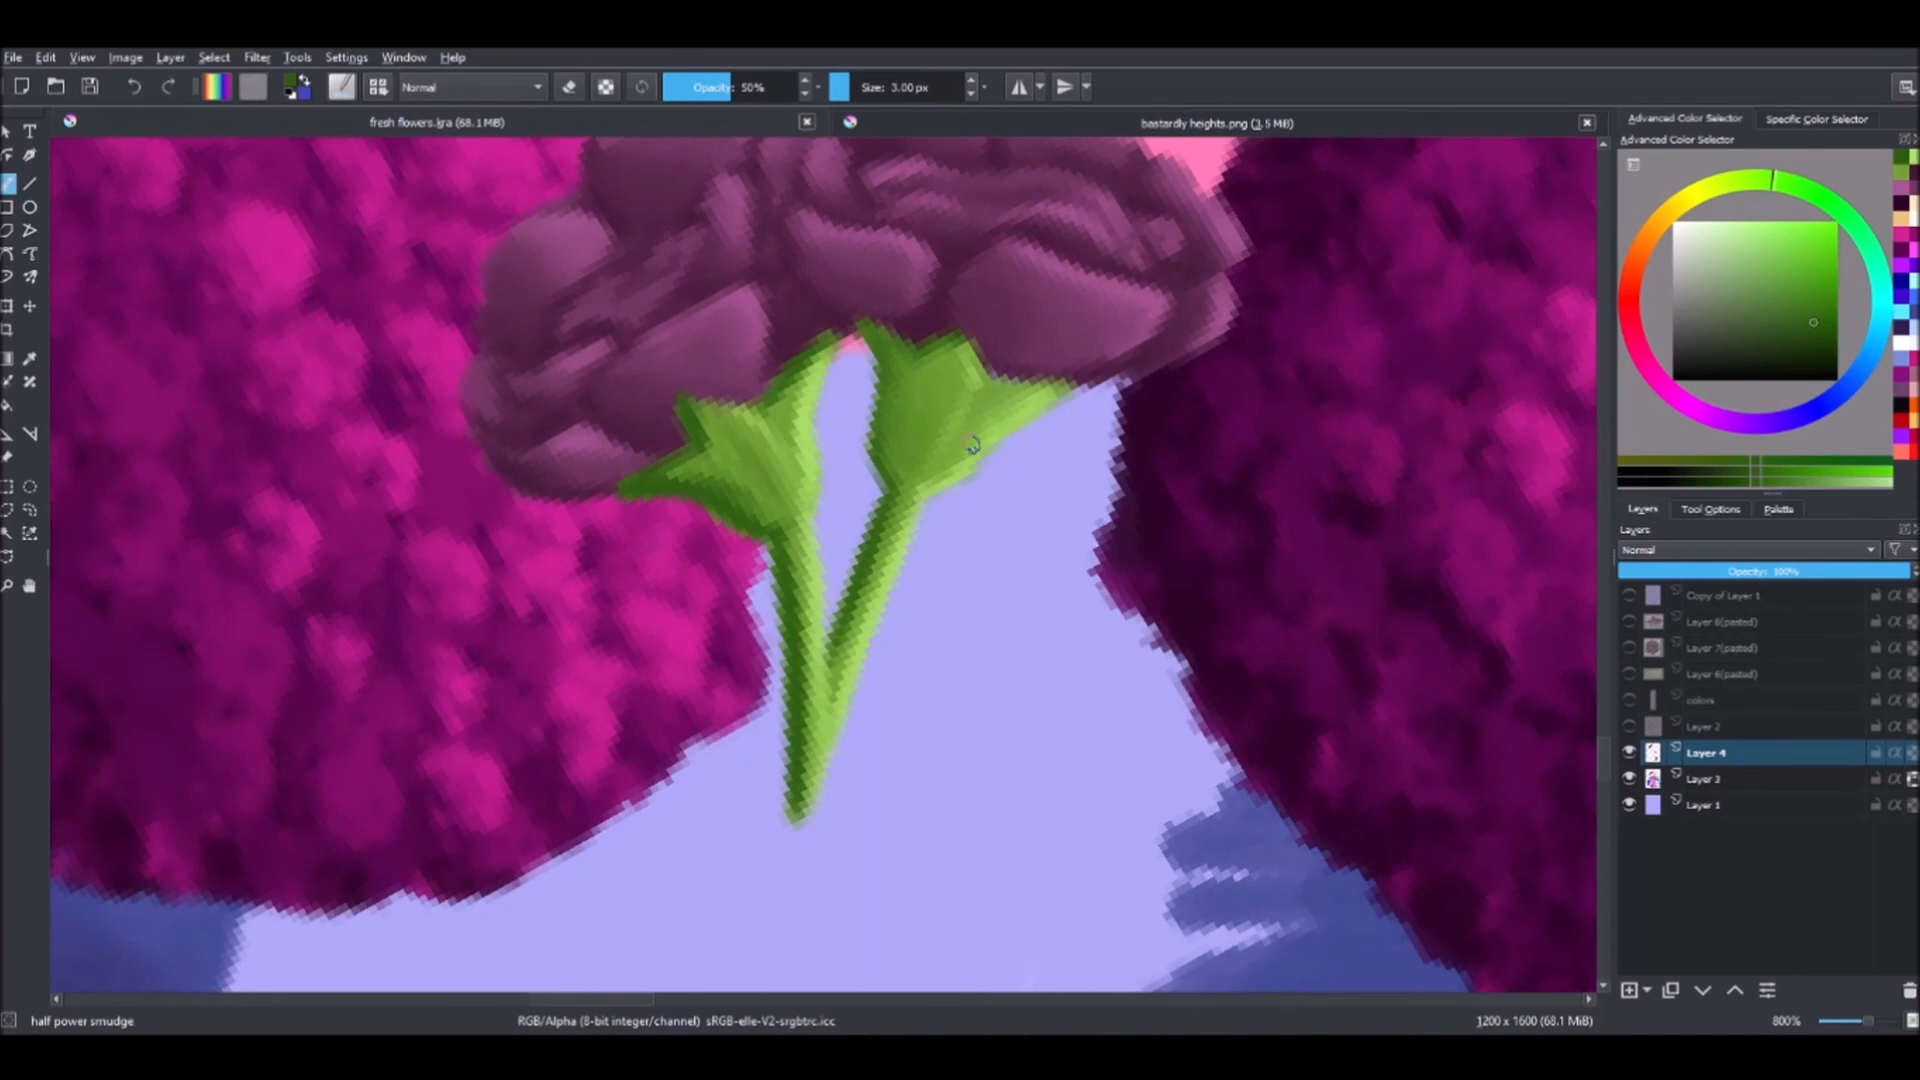 File Edit View Image Layer Select Filter Tools Settings Window Help
Normal Opacity: 50% Size: 3.00 px
fresh flowers.kra (68.1 MiB) bastardly heights.png (3.5 MiB)
Advanced Color Selector Specific Color Selector
Advanced Color Selector
Layers Tool Options Palette
Layers
Normal
Opacity: 100%
Copy of Layer 1
Layer 8(pasted)
Layer 7(pasted)
Layer 6(pasted)
colors
Layer 2
Layer 4
Layer 3
Layer 1
half power smudge RGB/Alpha (8-bit integer/channel) sRGB-elle-V2-srgbtrc.icc 1200 x 1600 (68.1 MiB) 800%